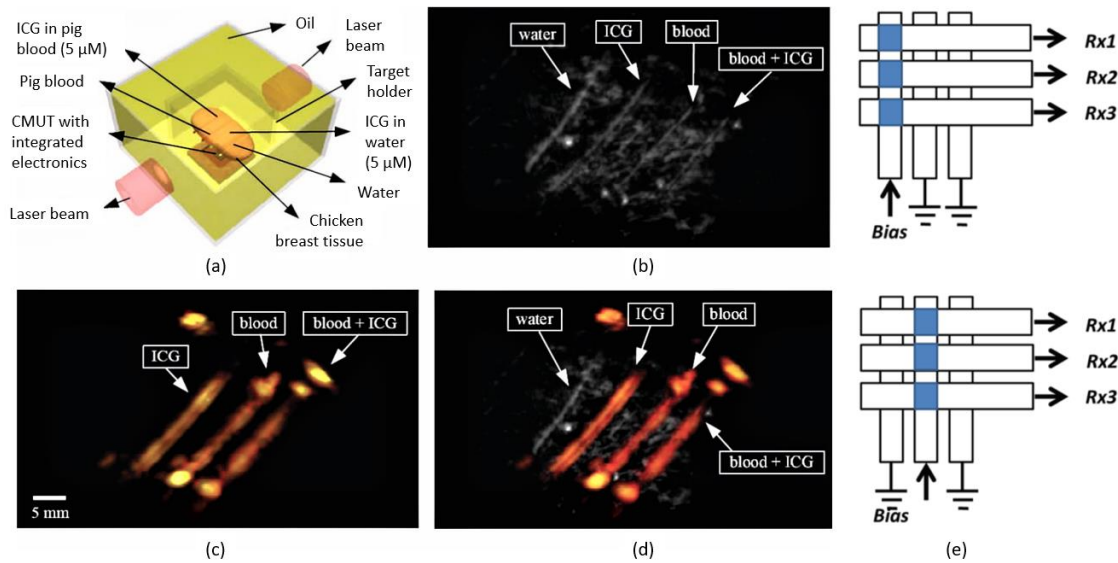 ICG in pig
blood (5 µM)
Pig blood
CMUT with
integrated
electronics
Laser beam
Oil
Laser
beam
Target
holder
ICG in
water
(5 µM)
Water
Chicken
breast tissue
(a)
water
ICG
blood
blood + ICG
(b)
Rx1
Rx2
Rx3
Bias
ICG
blood
blood + ICG
5 mm
(c)
water
ICG
blood
blood + ICG
(d)
Rx1
Rx2
Rx3
Bias
(e)